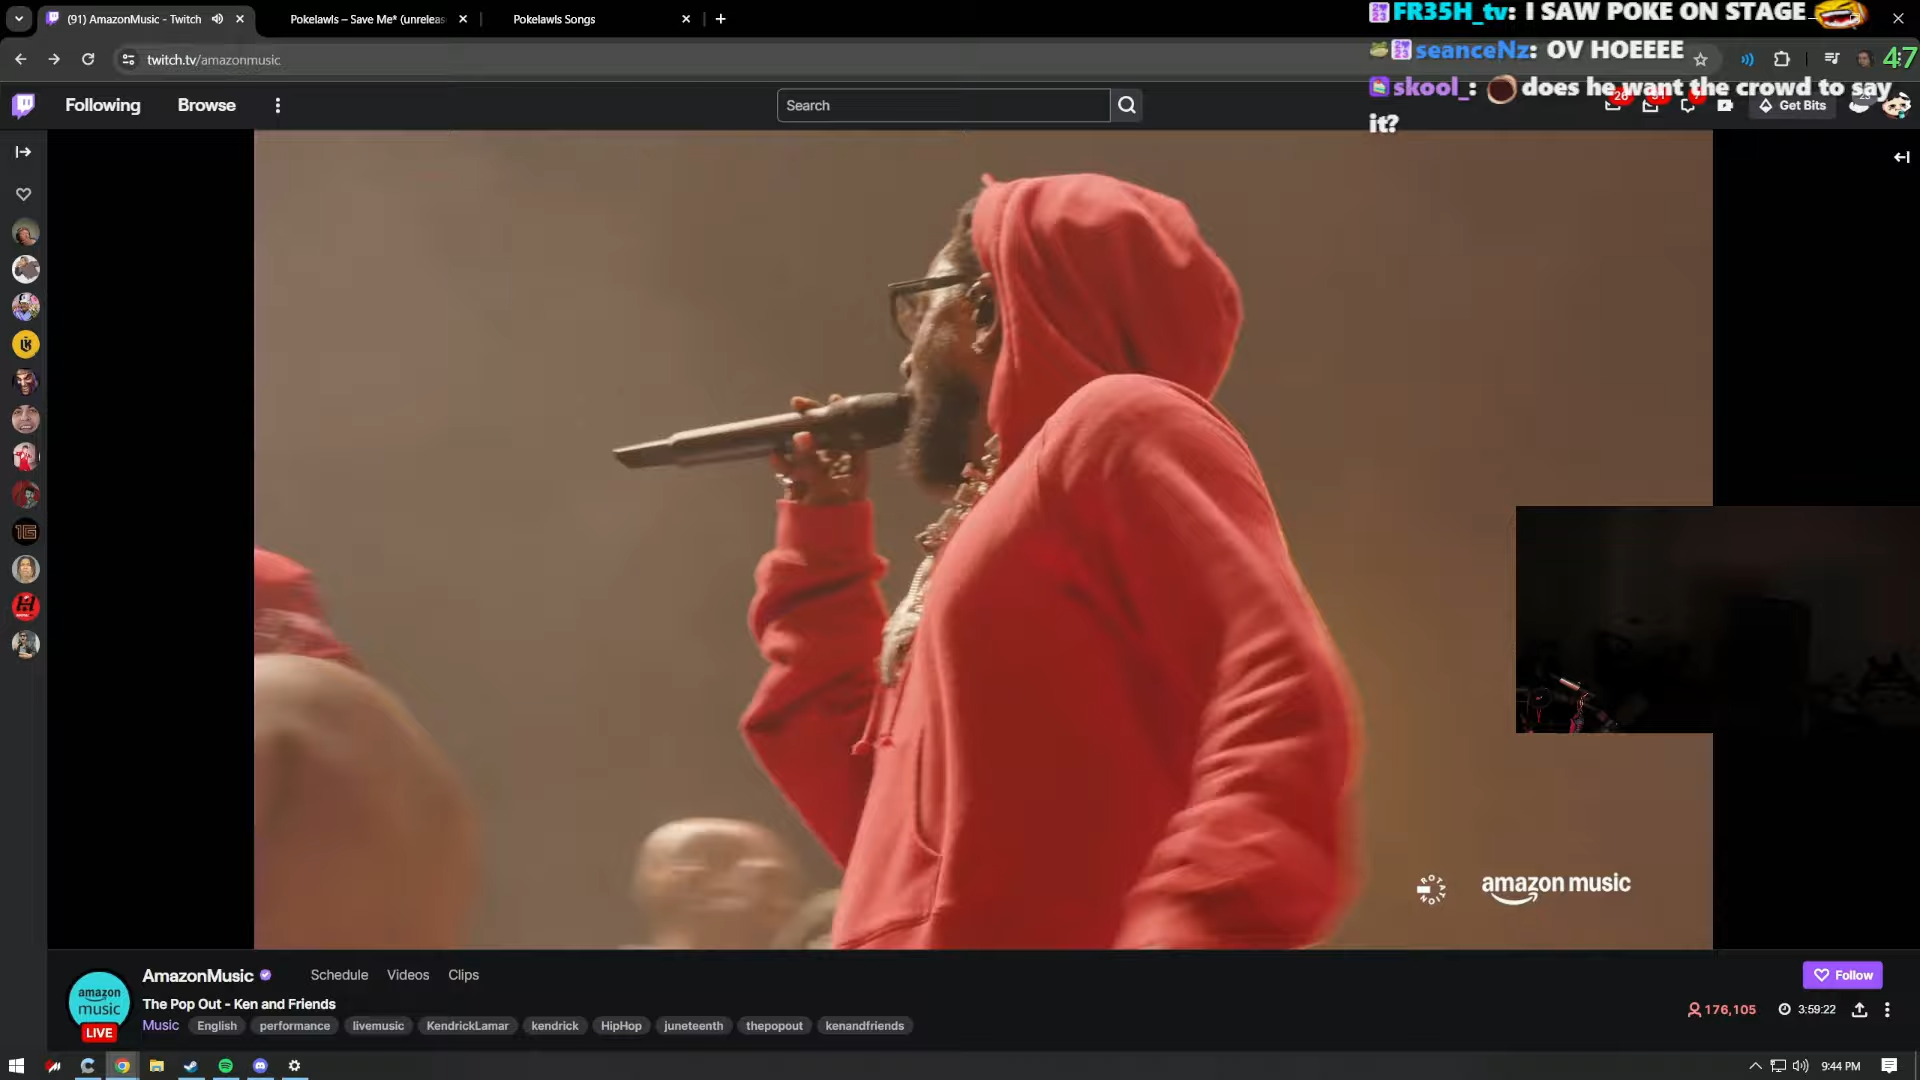 (91) AmazonMusic - Twitch
Pokelawls – Save Me* (unreleas
Pokelawls Songs
FR35H_tv: I SAW POKE ON STAGE
twitch.tv/amazonmusic
seanceNz: OV HOEEEE
47
skool_: does he want the crowd to say
it?
Following
Browse
Search
Get Bits
ROTATION
amazon music
AmazonMusic
Schedule
Videos
Clips
Follow
The Pop Out - Ken and Friends
amazon
music
LIVE
Music
English
performance
livemusic
KendrickLamar
kendrick
HipHop
juneteenth
thepopout
kenandfriends
176,105
3:59:22
9:44 PM